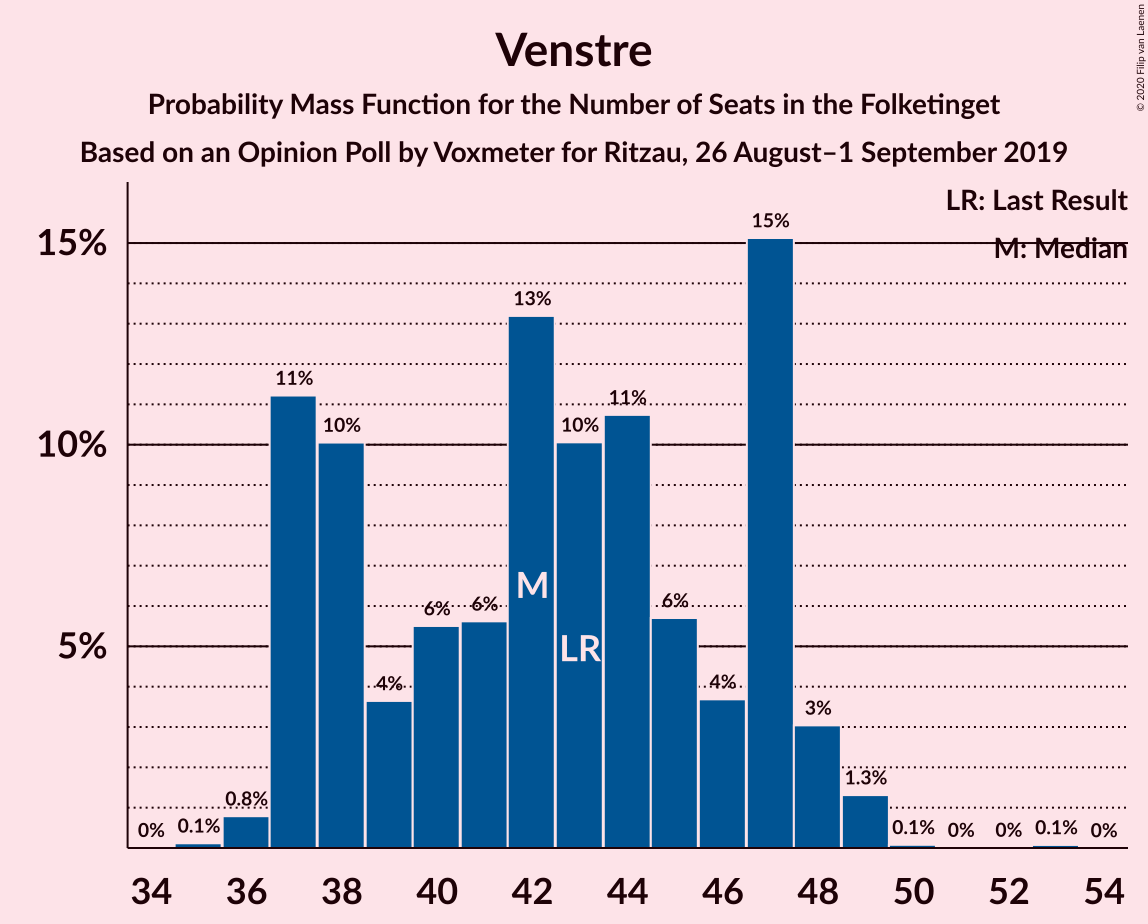 © 2020 Filip van Laenen
Venstre
Probability Mass Function for the Number of Seats in the Folketinget
Based on an Opinion Poll by Voxmeter for Ritzau, 26 August–1 September 2019
LR: Last Result
M: Median
15%
10%
5%
0%
0.1%
0.8%
11%
10%
4%
6%
6%
13%
10%
11%
6%
4%
15%
3%
1.3%
0.1%
0%
0%
0.1%
0%
M
LR
34 36 38 40 42 44 46 48 50 52 54